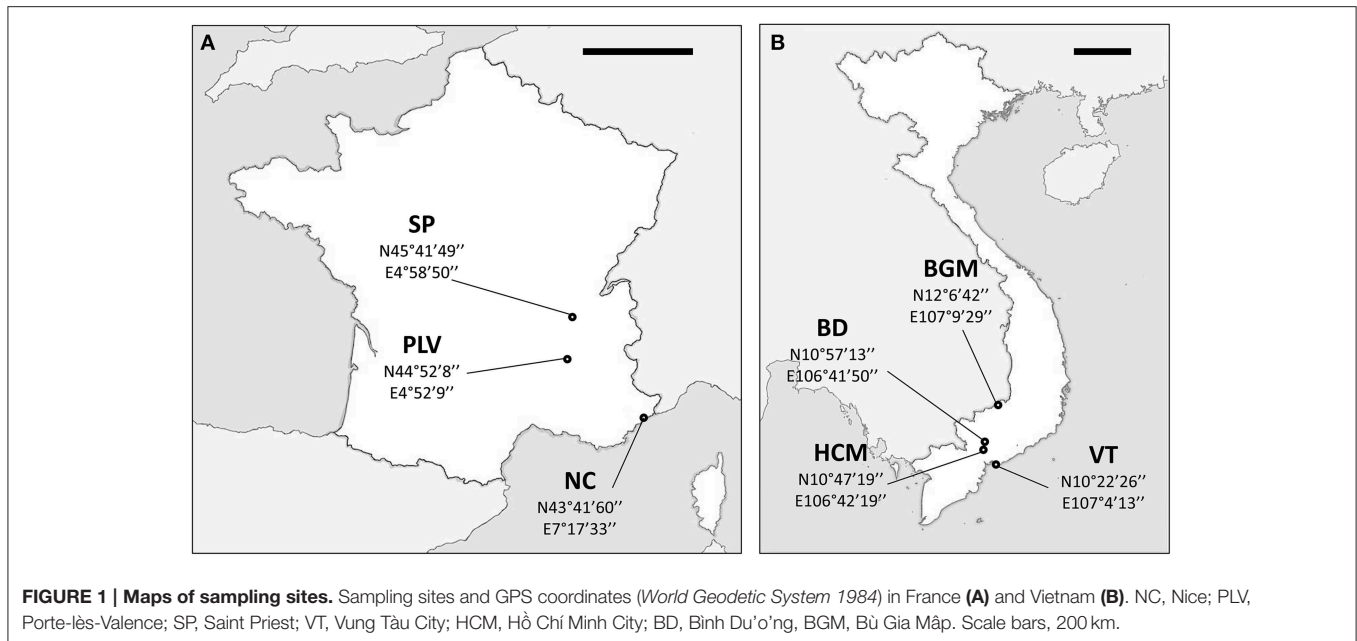 A
SP
N45°41’49’’
E4°58’50’’
PLV
N44°52’8’’
E4°52’9’’
NC
N43°41’60’’
E7°17’33’’
B
BGM
N12°6’42’’
E107°9’29’’
BD
N10°57’13’’
E106°41’50’’
HCM
N10°47’19’’
E106°42’19’’
VT
N10°22’26’’
E107°4’13’’
FIGURE 1 | Maps of sampling sites. Sampling sites and GPS coordinates (World Geodetic System 1984) in France (A) and Vietnam (B). NC, Nice; PLV,
Porte-lès-Valence; SP, Saint Priest; VT, Vung Tàu City; HCM, Hồ Chí Minh City; BD, Bình Du’o’ng, BGM, Bù Gia Mâp. Scale bars, 200 km.